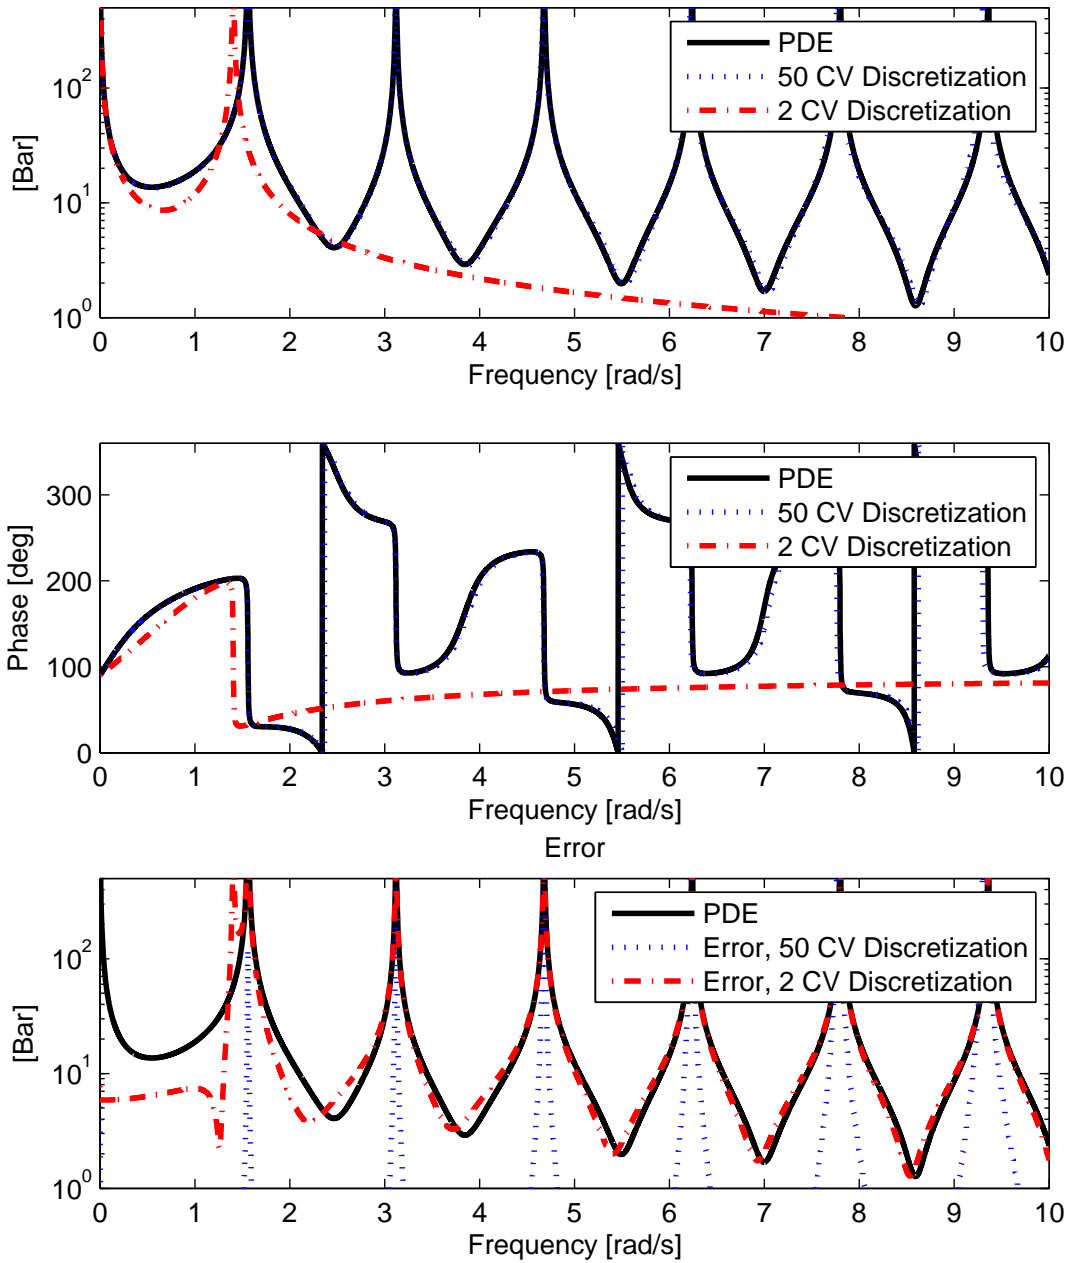 10^2
10^1
10^0
[Bar]
PDE
50 CV Discretization
2 CV Discretization
0 1 2 3 4 5 6 7 8 9 10
Frequency [rad/s]
300
200
100
0
Phase [deg]
PDE
50 CV Discretization
2 CV Discretization
0 1 2 3 4 5 6 7 8 9 10
Frequency [rad/s]
Error
10^2
10^1
10^0
[Bar]
PDE
Error, 50 CV Discretization
Error, 2 CV Discretization
0 1 2 3 4 5 6 7 8 9 10
Frequency [rad/s]